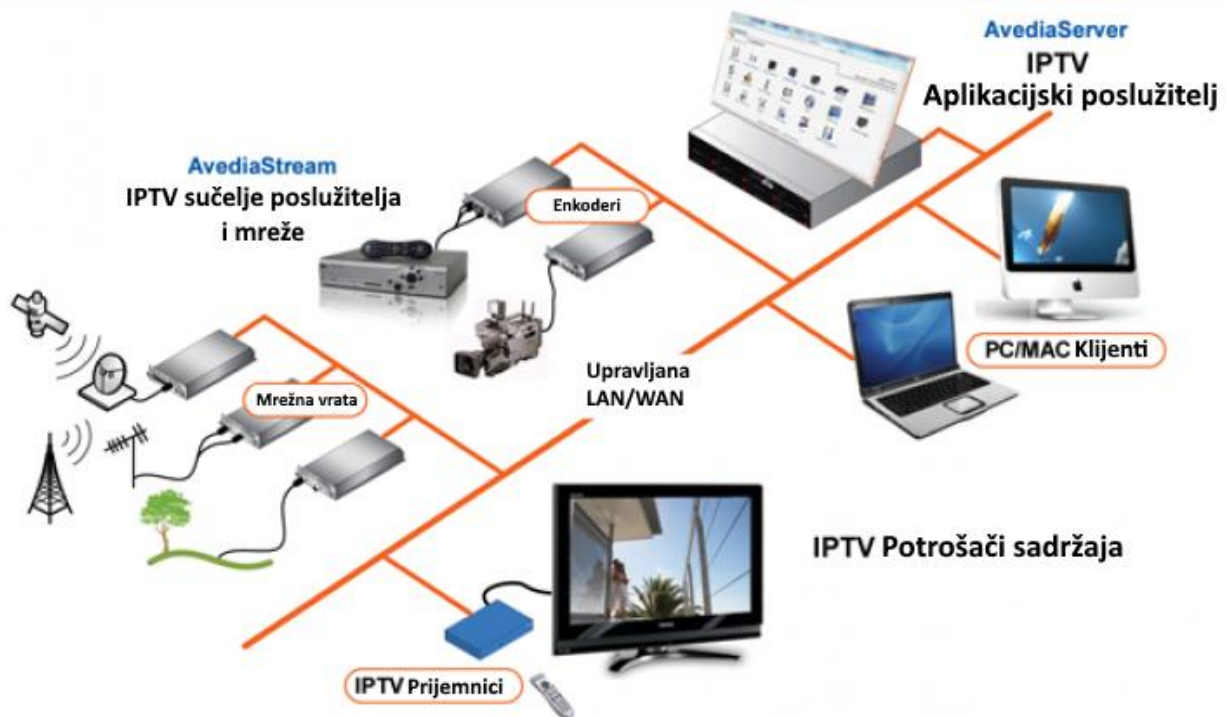 AvediaServer
IPTV
Aplikacijski poslužitelj
AvediaStream
IPTV sučelje poslužitelja
i mreže
Enkoderi
PC/MAC Klijenti
Mrežna vrata
Upravljana
LAN/WAN
IPTV Potrošači sadržaja
IPTV Prijemnici